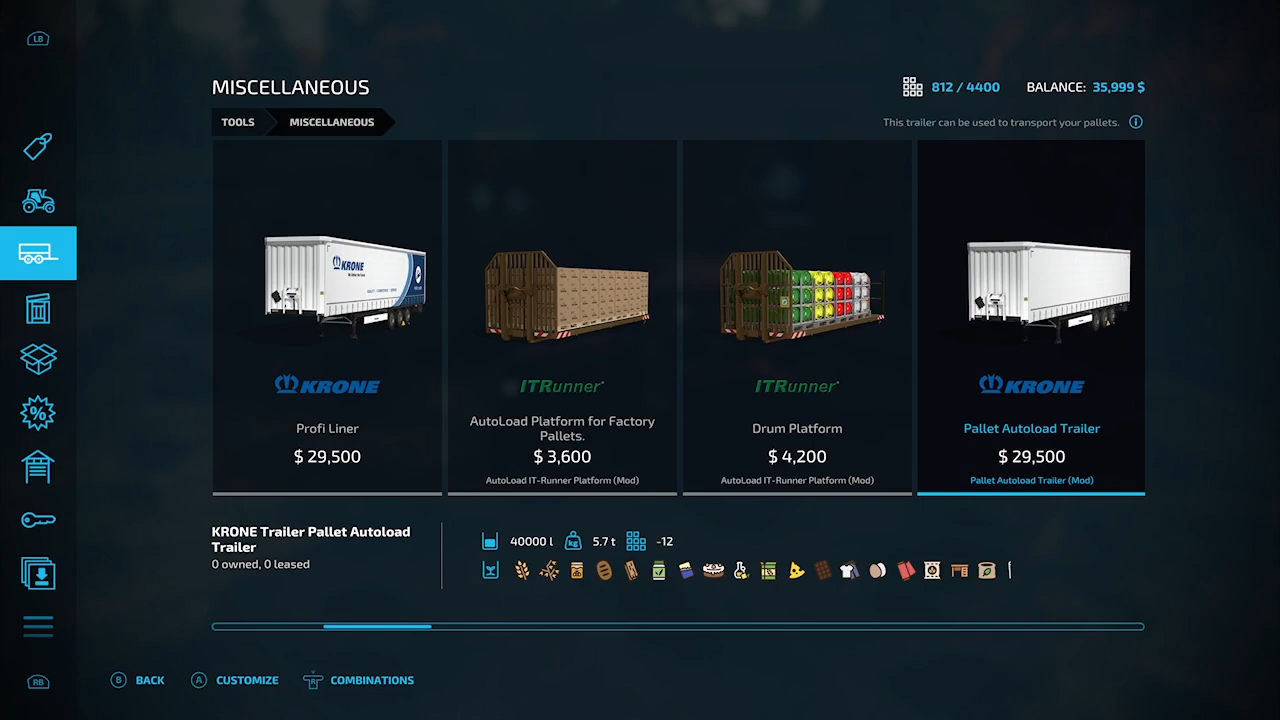 LB
MISCELLANEOUS
812 / 4400
BALANCE: 35,999 $
TOOLS
MISCELLANEOUS
This trailer can be used to transport your pallets.
KRONE
KRONE
Profi Liner
$ 29,500
ITRunner
AutoLoad Platform for Factory
Pallets.
$ 3,600
AutoLoad IT-Runner Platform (Mod)
ITRunner
Drum Platform
$ 4,200
AutoLoad IT-Runner Platform (Mod)
KRONE
Pallet Autoload Trailer
$ 29,500
Pallet Autoload Trailer (Mod)
KRONE Trailer Pallet Autoload
Trailer
0 owned, 0 leased
40000 l
kg
5.7 t
-12
RB
B BACK
A CUSTOMIZE
R COMBINATIONS